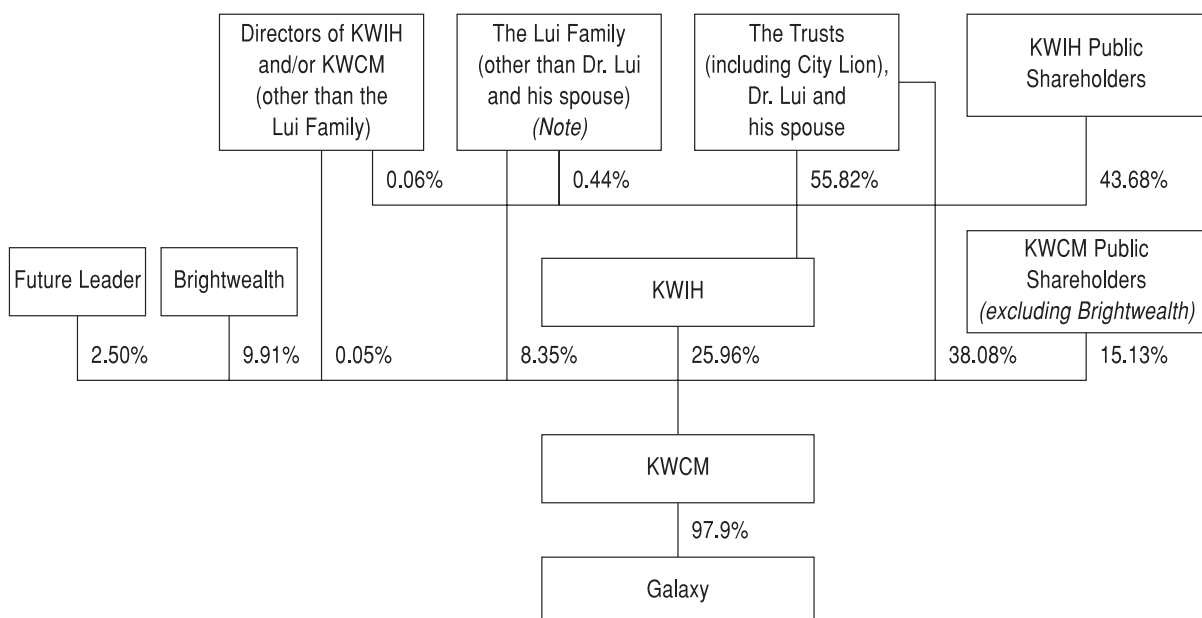 Directors of KWIH
and/or KWCM
(other than the
Lui Family)
The Lui Family
(other than Dr. Lui
and his spouse)
(Note)
The Trusts
(including City Lion),
Dr. Lui and
his spouse
KWIH Public
Shareholders
0.06%
0.44%
55.82%
43.68%
Future Leader
Brightwealth
KWIH
KWCM Public
Shareholders
(excluding Brightwealth)
2.50%
9.91%
0.05%
8.35%
25.96%
38.08%
15.13%
KWCM
97.9%
Galaxy